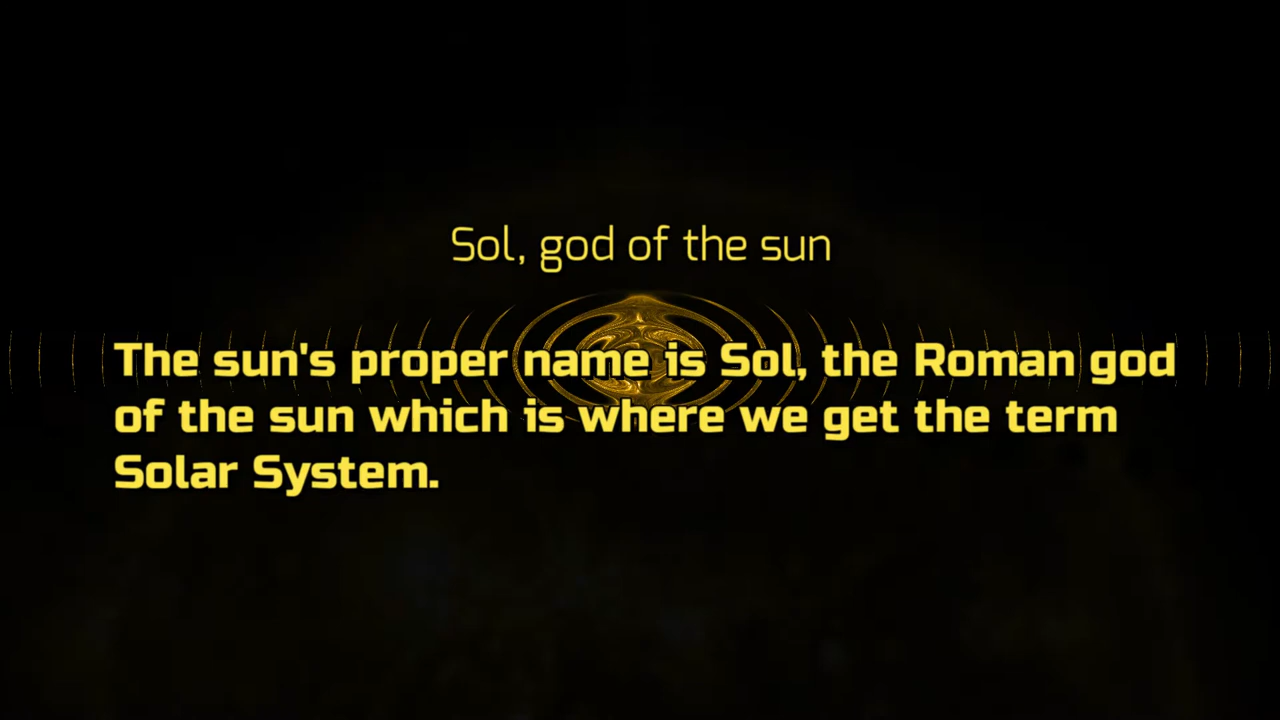 Sol, god of the sun
The sun's proper name is Sol, the Roman god
of the sun which is where we get the term
Solar System.